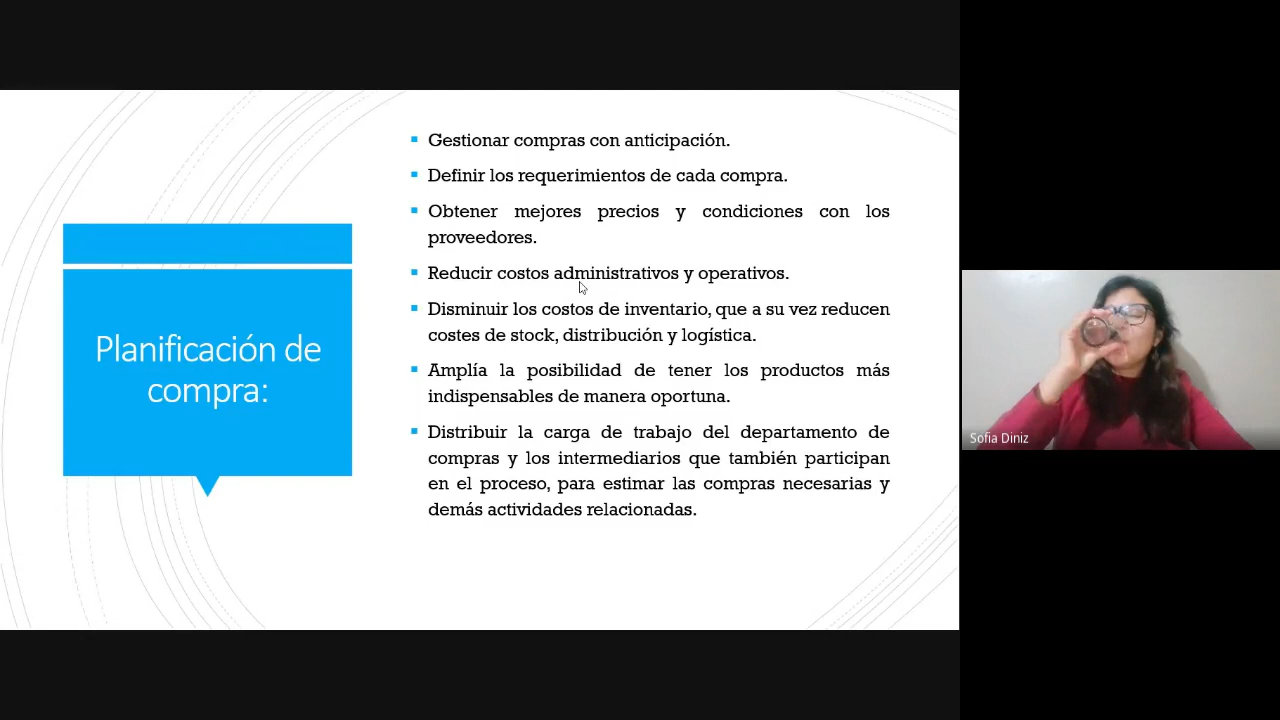 Planificación de
compra:
Gestionar compras con anticipación.
Definir los requerimientos de cada compra.
Obtener mejores precios y condiciones con los
proveedores.
Reducir costos administrativos y operativos.
Disminuir los costos de inventario, que a su vez reducen
costes de stock, distribución y logística.
Amplía la posibilidad de tener los productos más
indispensables de manera oportuna.
Distribuir la carga de trabajo del departamento de
compras y los intermediarios que también participan
en el proceso, para estimar las compras necesarias y
demás actividades relacionadas.
Sofia Diniz